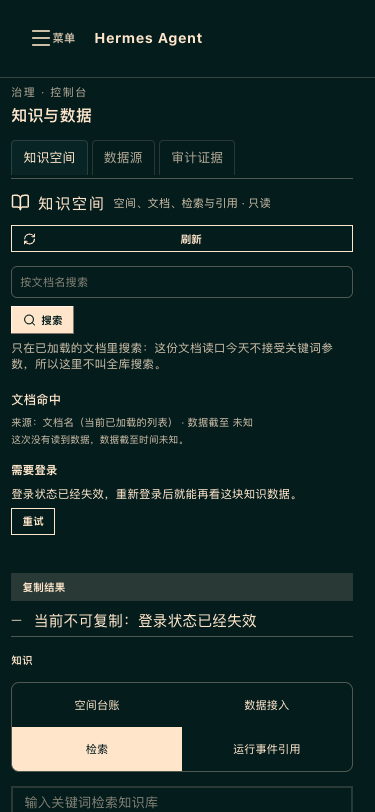 菜单 Hermes Agent
治理 · 控制台
知识与数据
知识空间 数据源 审计证据
知识空间 空间、文档、检索与引用 · 只读
刷新
按文档名搜索
搜索
只在已加载的文档里搜索：这份文档读口今天不接受关键词参
数，所以这里不叫全库搜索。
文档命中
来源：文档名（当前已加载的列表） · 数据截至 未知
这次没有读到数据，数据截至时间未知。
需要登录
登录状态已经失效，重新登录后就能再看这块知识数据。
重试
复制结果
— 当前不可复制：登录状态已经失效
知识
空间台账 数据接入
检索 运行事件引用
输入关键词检索知识库